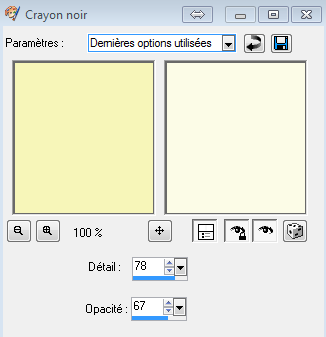 Crayon noir
Paramètres : Dernières options utilisées
100 %
Détail : 78
Opacité : 67